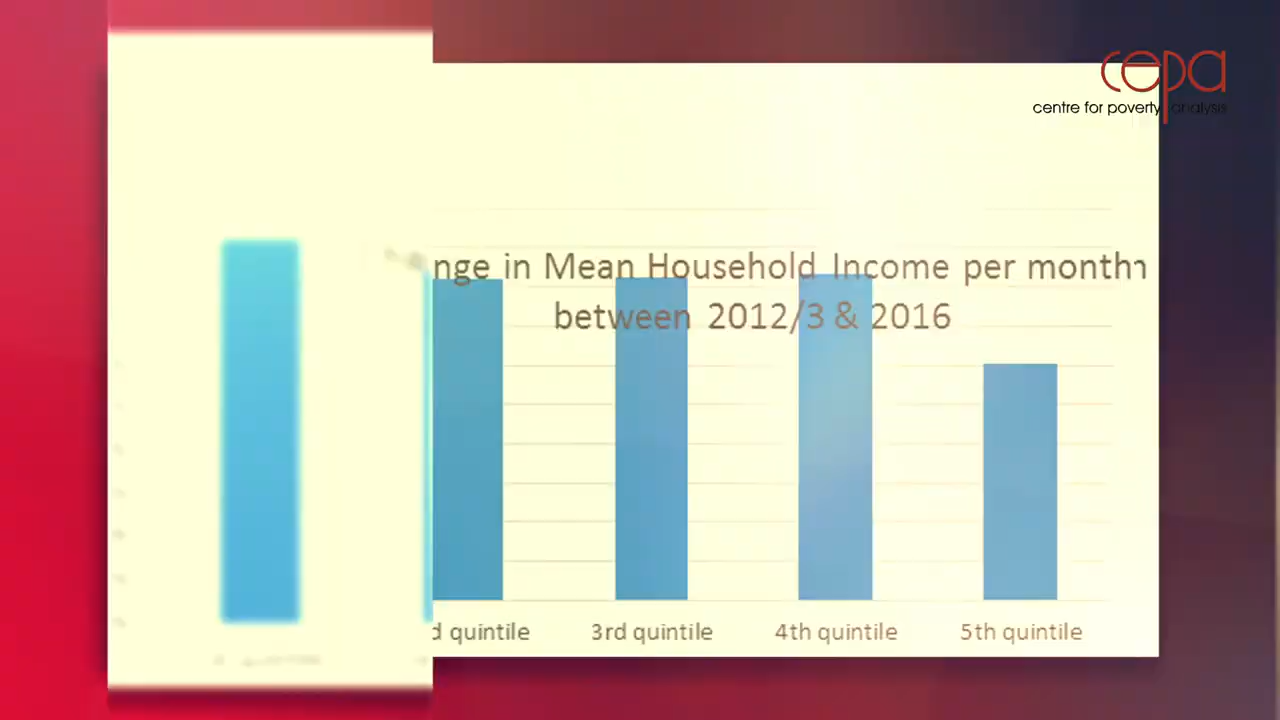 cepa
centre for poverty analysis
nge in Mean Household Income per month
between 2012/3 & 2016
d quintile
3rd quintile
4th quintile
5th quintile